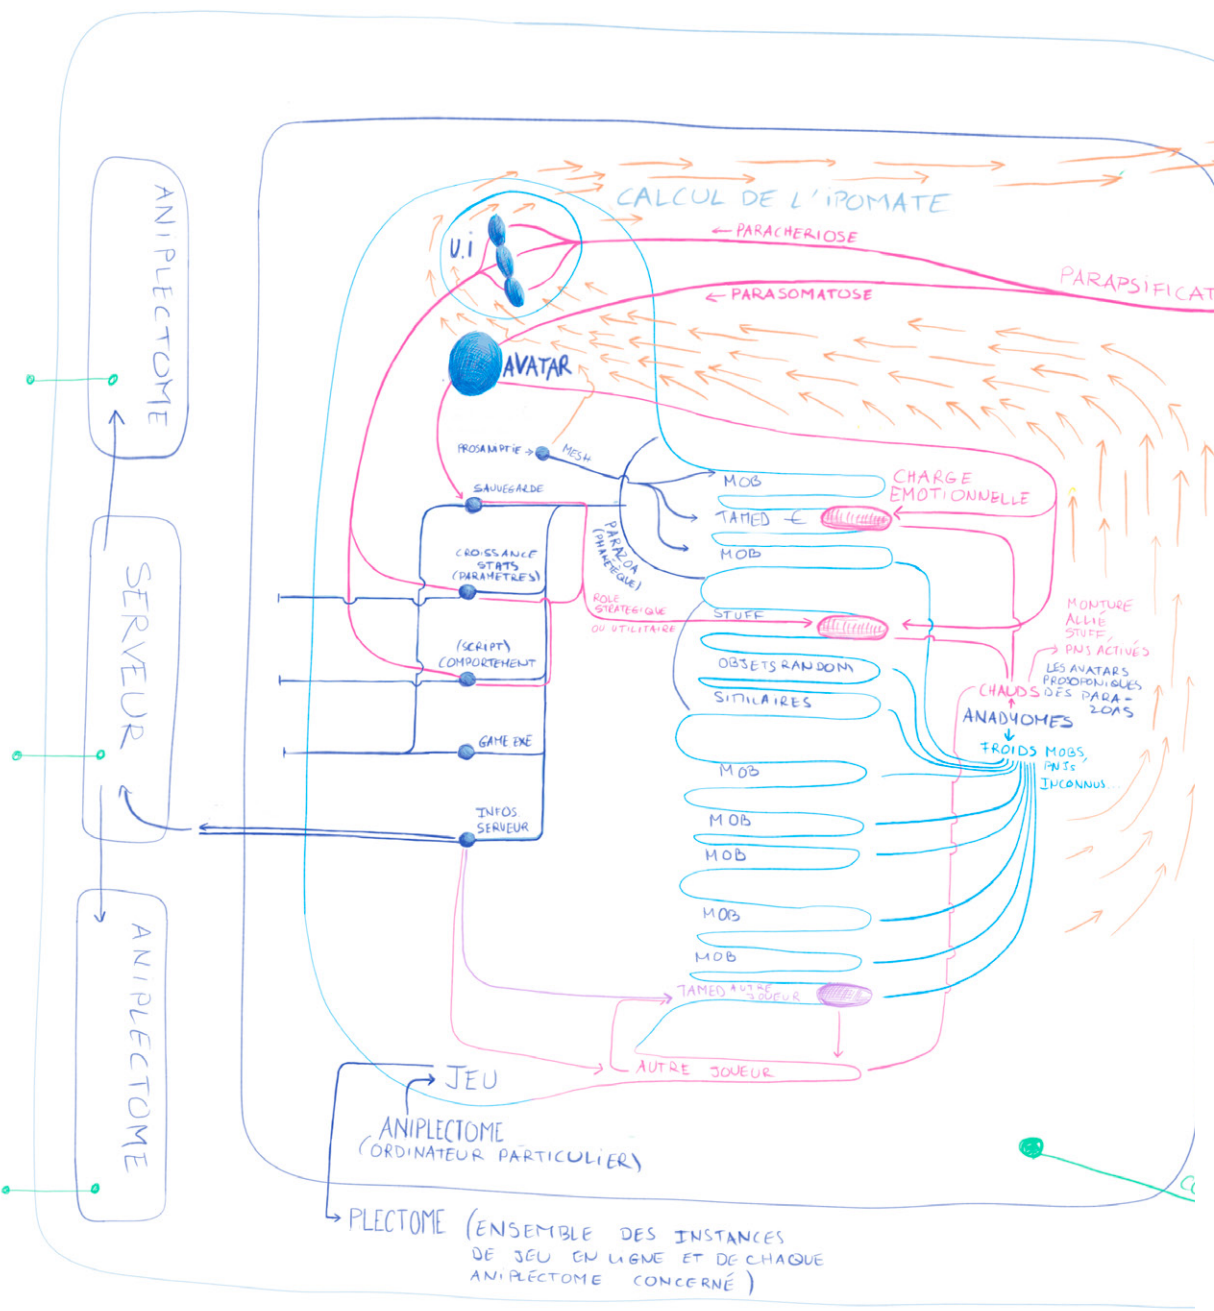 CALCUL DE L'IPOMATE
U.i
← PARACHERIOSE
PARAPSIFICAT
← PARASOMATOSE
AVATAR
PROSANIPTIE →
MESH
SAUVEGARDE
CROISSANCE
STATS
(PARAMETRES)
(SCRIPT)
COMPORTEMENT
GAME EXE
INFOS
SERVEUR
PARAZOA
(PHANETÈQUE)
ROLE
STRATEGIQUE
OU UTILITAIRE
MOB
TAMED
MOB
STUFF
OBJETS RANDOM
SIMILAIRES
MOB
MOB
MOB
MOB
MOB
TAMED AUTRE
JOUEUR
AUTRE JOUEUR
CHARGE
EMOTIONNELLE
MONTURE
ALLIÉ
STUFF,
PNS ACTIVÉS
LES AVATARS
PROSOPONIQUES
DES PARA-
ZOAS
CHAUDS
ANADYOMES
FROIDS MOBS,
PNJs
INCONNUS...
ANIPLECTOME
SERVEUR
ANIPLECTOME
JEU
ANIPLECTOME
(ORDINATEUR PARTICULIER)
PLECTOME (ENSEMBLE DES INSTANCES
DE JEU EN LIGNE ET DE CHAQUE
ANIPLECTOME CONCERNÉ)